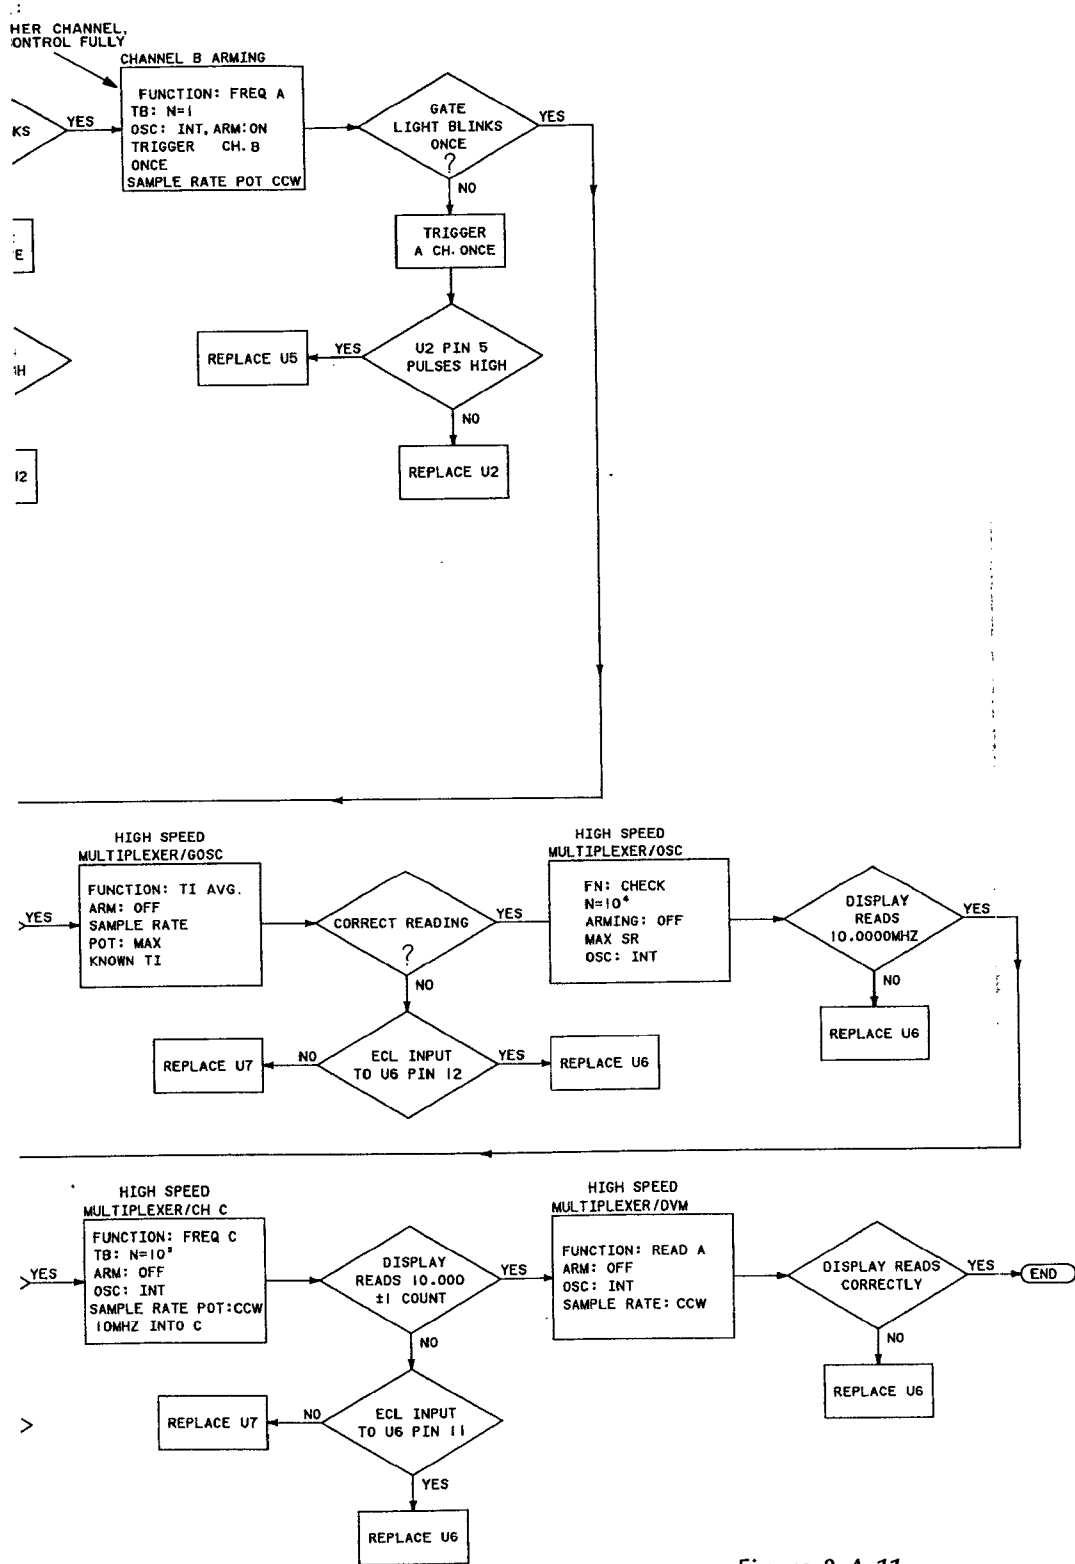 HER CHANNEL,
ONTROL FULLY
CHANNEL B ARMING
KS
YES
FUNCTION: FREQ A
TB: N=1
OSC: INT, ARM:ON
TRIGGER CH. B
ONCE
SAMPLE RATE POT CCW
GATE
LIGHT BLINKS
ONCE
?
YES
NO
E
TRIGGER
A CH. ONCE
REPLACE U5
YES
U2 PIN 5
PULSES HIGH
NO
12
REPLACE U2
HIGH SPEED
MULTIPLEXER/GOSC
YES
FUNCTION: TI AVG.
ARM: OFF
SAMPLE RATE
POT: MAX
KNOWN TI
CORRECT READING
?
YES
NO
HIGH SPEED
MULTIPLEXER/OSC
FN: CHECK
N=10⁴
ARMING: OFF
MAX SR
OSC: INT
DISPLAY
READS
10.0000MHZ
YES
NO
REPLACE U6
REPLACE U7
NO
ECL INPUT
TO U6 PIN 12
YES
REPLACE U6
HIGH SPEED
MULTIPLEXER/CH C
YES
FUNCTION: FREQ C
TB: N=10³
ARM: OFF
OSC: INT
SAMPLE RATE POT:CCW
10MHZ INTO C
DISPLAY
READS 10.000
±1 COUNT
YES
NO
HIGH SPEED
MULTIPLEXER/DVM
FUNCTION: READ A
ARM: OFF
OSC: INT
SAMPLE RATE: CCW
DISPLAY READS
CORRECTLY
YES
END
NO
REPLACE U6
REPLACE U7
NO
ECL INPUT
TO U6 PIN 11
YES
REPLACE U6